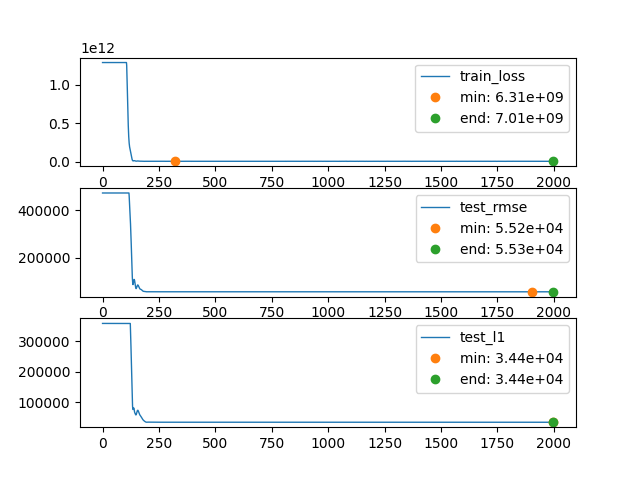 1e12
train_loss
min: 6.31e+09
end: 7.01e+09
1.0
0.5
0.0
0 250 500 750 1000 1250 1500 1750 2000
test_rmse
min: 5.52e+04
end: 5.53e+04
400000
200000
0 250 500 750 1000 1250 1500 1750 2000
test_l1
min: 3.44e+04
end: 3.44e+04
300000
200000
100000
0 250 500 750 1000 1250 1500 1750 2000